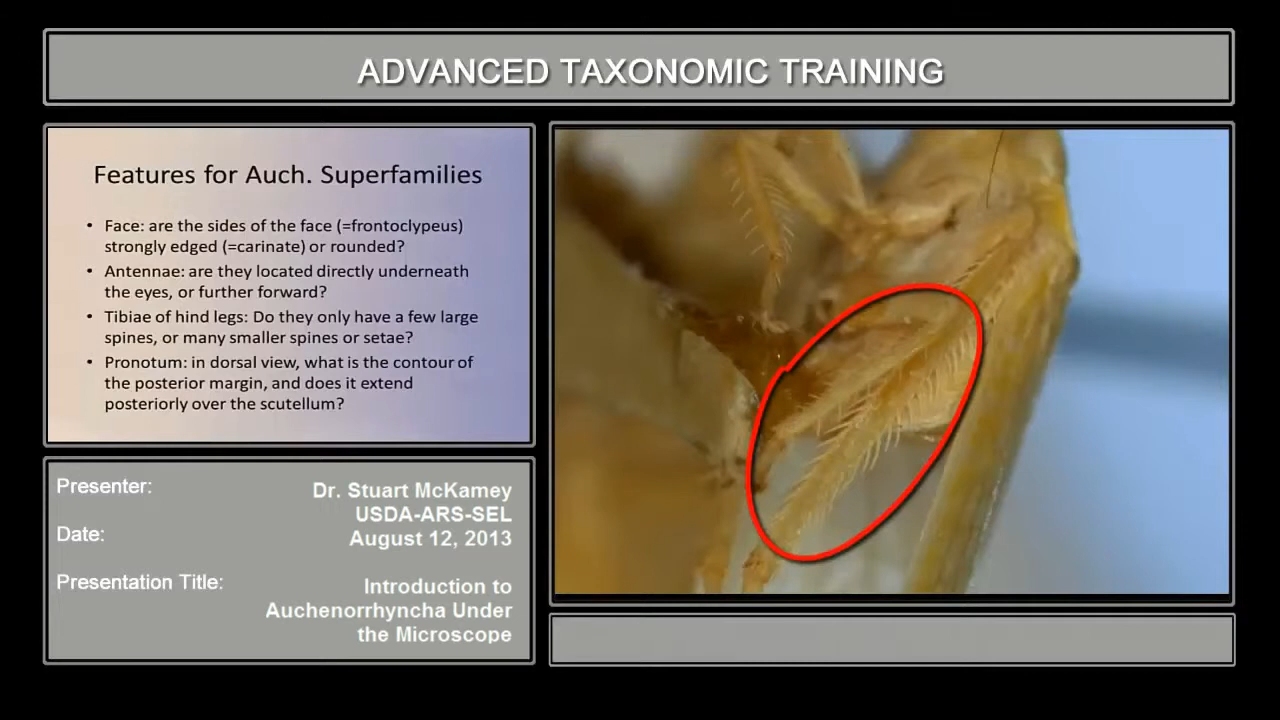 ADVANCED TAXONOMIC TRAINING
Features for Auch. Superfamilies
• Face: are the sides of the face (=frontoclypeus)
strongly edged (=carinate) or rounded?
• Antennae: are they located directly underneath
the eyes, or further forward?
• Tibiae of hind legs: Do they only have a few large
spines, or many smaller spines or setae?
• Pronotum: in dorsal view, what is the contour of
the posterior margin, and does it extend
posteriorly over the scutellum?
Presenter:
Dr. Stuart McKamey
USDA-ARS-SEL
Date:
August 12, 2013
Presentation Title:
Introduction to
Auchenorrhyncha Under
the Microscope